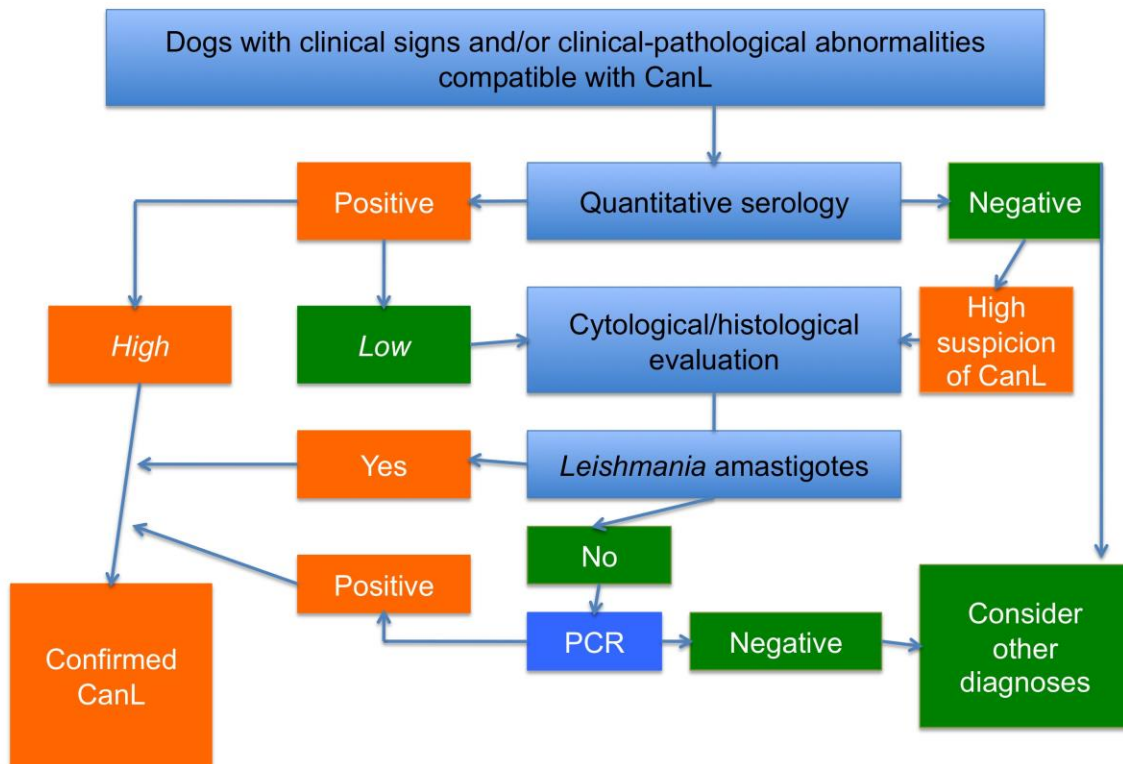 Dogs with clinical signs and/or clinical-pathological abnormalities
compatible with CanL
Positive
Quantitative serology
Negative
High
Low
Cytological/histological
evaluation
High
suspicion
of CanL
Yes
Leishmania amastigotes
No
Positive
PCR
Negative
Confirmed
CanL
Consider
other
diagnoses